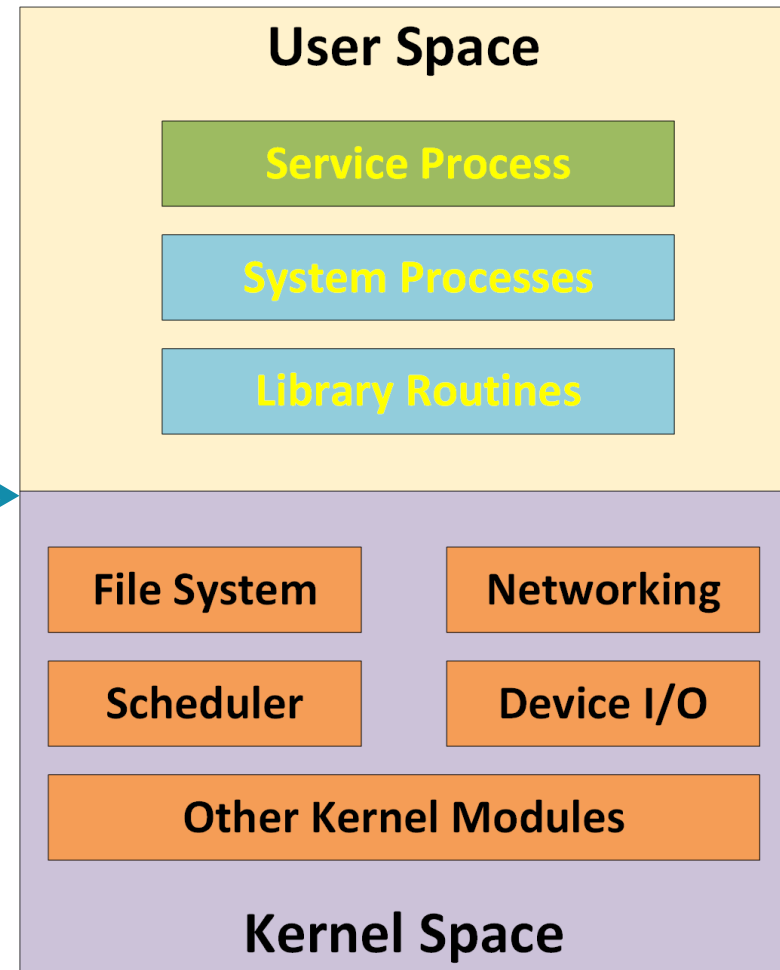 User Space
Service Process
System Processes
Library Routines
File System
Networking
Scheduler
Device I/O
Other Kernel Modules
Kernel Space